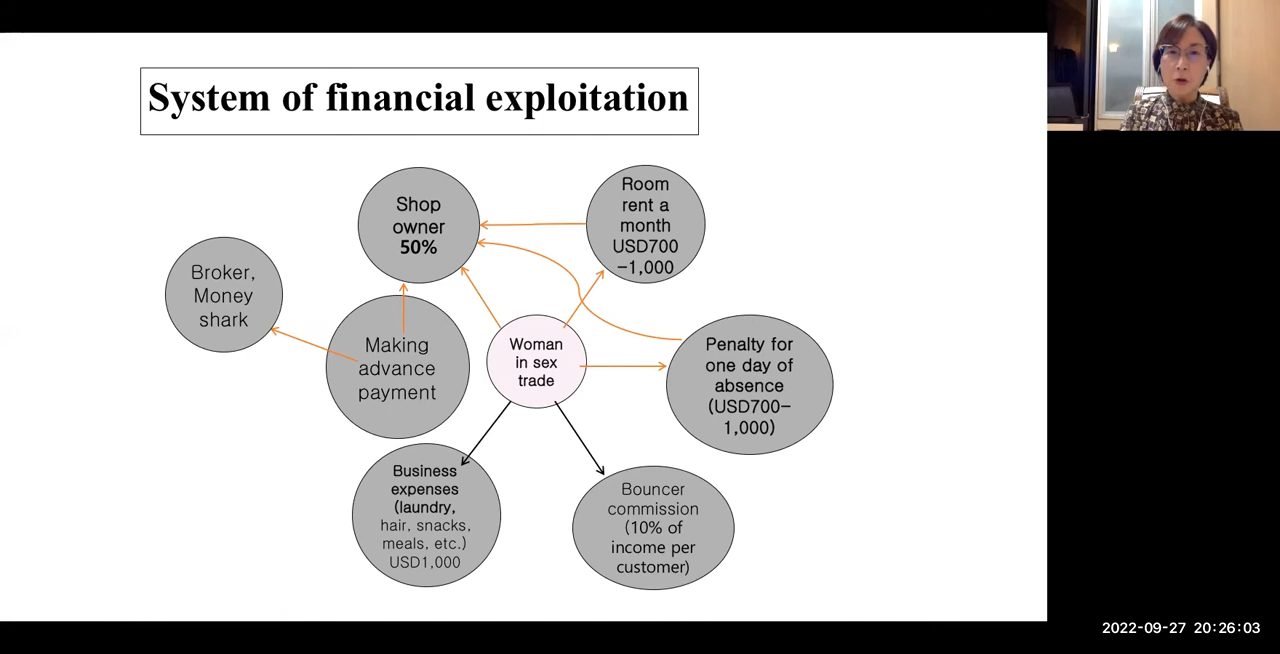 System of financial exploitation
Shop
owner
50%
Room
rent a
month
USD700
-1,000
Broker,
Money
shark
Making
advance
payment
Woman
in sex
trade
Penalty for
one day of
absence
(USD700-
1,000)
Business
expenses
(laundry,
hair, snacks,
meals, etc.)
USD1,000
Bouncer
commission
(10% of
income per
customer)
2022-09-27 20:26:03